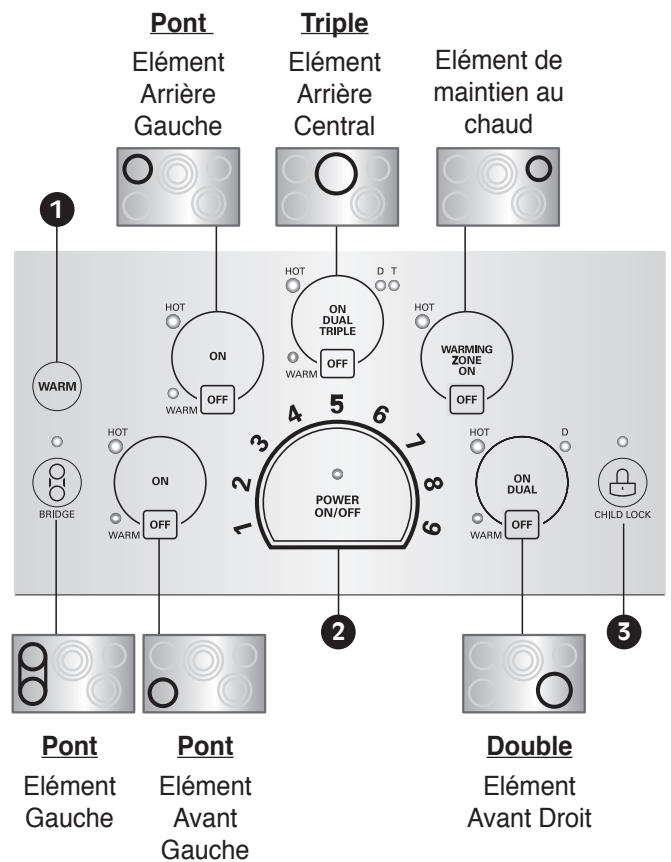 Pont
Elément
Arrière
Gauche
Triple
Elément
Arrière
Central
Elément de
maintien au
chaud
1
HOT
ON
OFF
WARM
HOT
D T
ON
DUAL
TRIPLE
OFF
WARM
HOT
WARMING
ZONE
ON
OFF
WARM
BRIDGE
HOT
ON
OFF
WARM
1 2 3 4 5 6 7 8 9
POWER
ON/OFF
HOT
D
ON
DUAL
OFF
WARM
CHILD LOCK
2
3
Pont
Elément
Gauche
Pont
Elément
Avant
Gauche
Double
Elément
Avant Droit